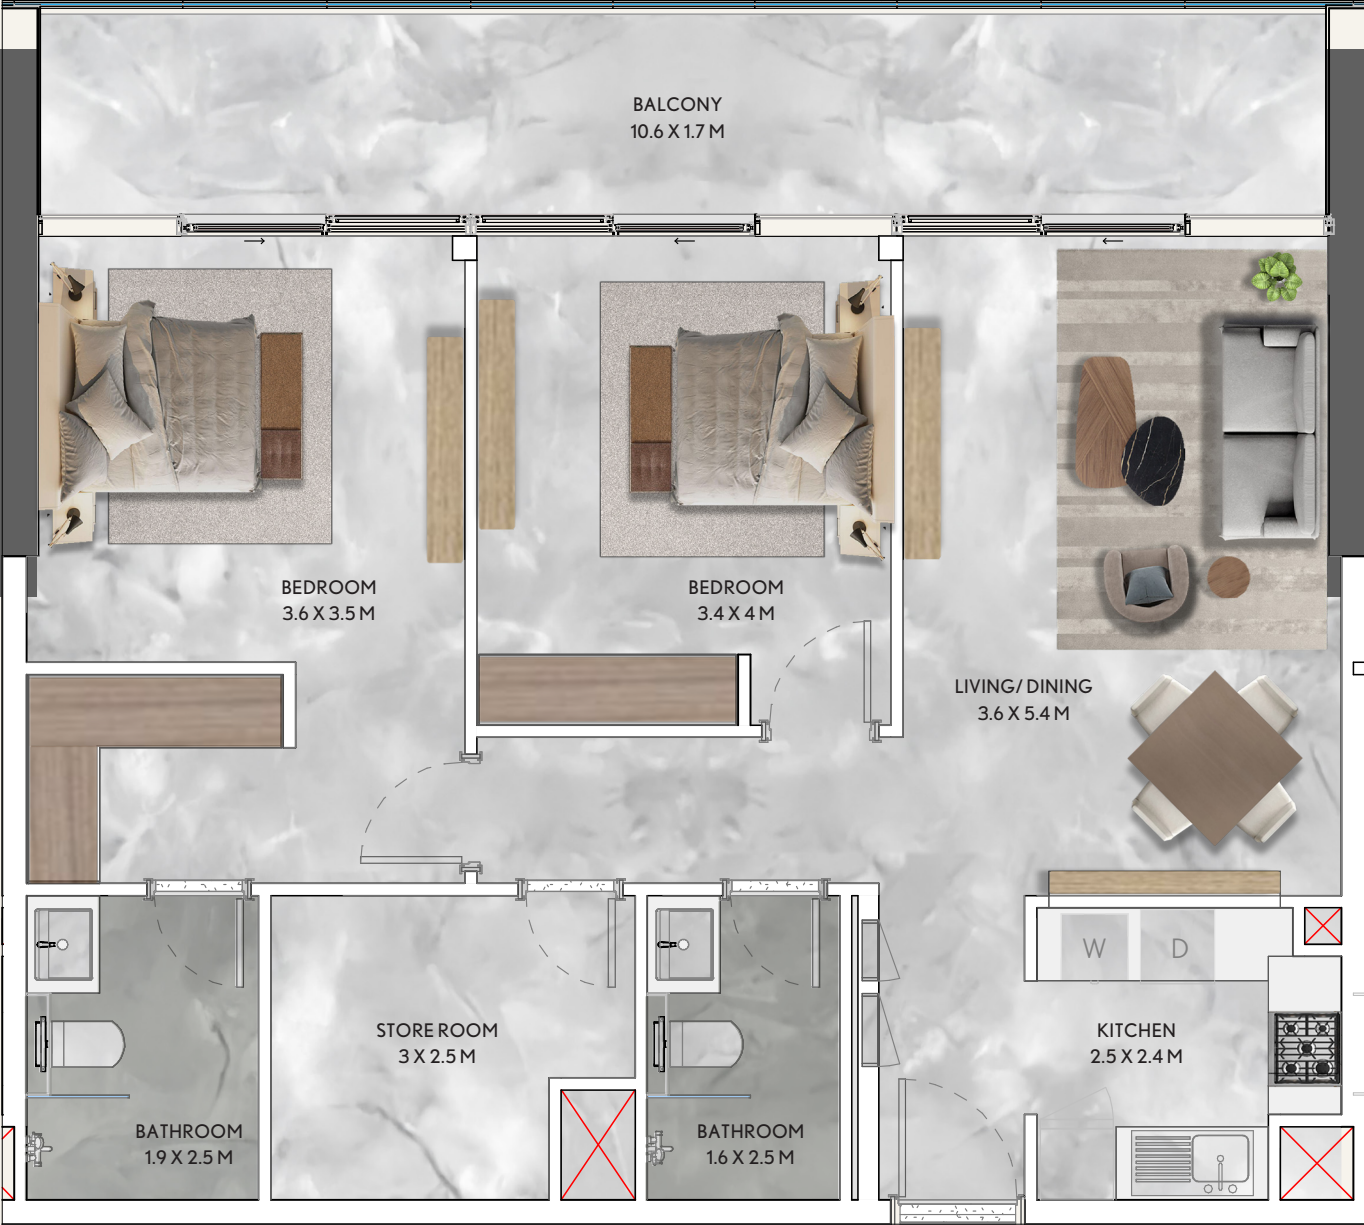 BALCONY
10.6 X 1.7 M
BEDROOM
3.6 X 3.5 M
BEDROOM
3.4 X 4 M
LIVING/ DINING
3.6 X 5.4 M
W
D
STORE ROOM
3 X 2.5 M
KITCHEN
2.5 X 2.4 M
BATHROOM
1.9 X 2.5 M
BATHROOM
1.6 X 2.5 M